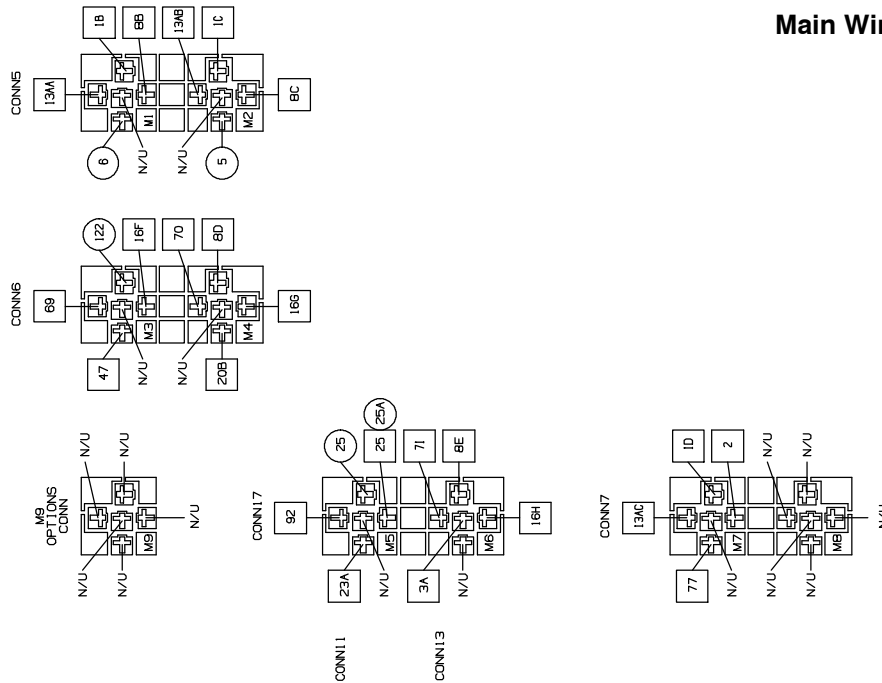 Main Wir
CONN5
13AA
1B
8B
13AB
1C
6
N/U
M1
N/U
5
M2
8C
CONN6
69
122
16F
70
8D
47
N/U
M3
N/U
20B
M4
16G
M9
OPTIONS
CONN
N/U
N/U
N/U
N/U
M9
N/U
CONN17
92
25
25
25A
71
8E
23A
N/U
M5
3A
N/U
M6
16H
CONN11
CONN13
CONN7
13AC
1D
2
N/U
N/U
77
N/U
M7
N/U
N/U
M8
N/U